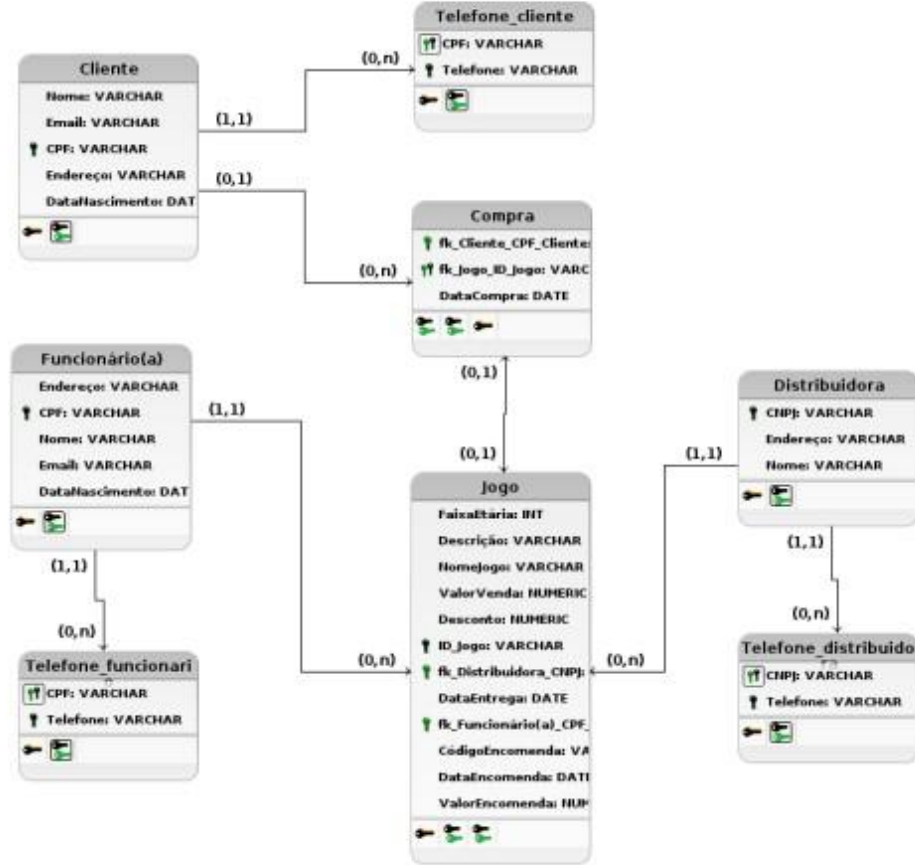 Telefone_cliente
CPF: VARCHAR
Telefone: VARCHAR
(0,n)
Cliente
Nome: VARCHAR
Email: VARCHAR
CPF: VARCHAR
Endereço: VARCHAR
DataNascimento: DAT
(1,1)
(0,1)
(0,n)
Compra
fk_Cliente_CPF_Cliente:
fk_Jogo_ID_Jogo: VARC
DataCompra: DATE
(0,1)
(0,1)
Funcionário(a)
Endereço: VARCHAR
CPF: VARCHAR
Nome: VARCHAR
Email: VARCHAR
DataNascimento: DAT
(1,1)
(0,n)
(1,1)
(0,n)
Telefone_funcionari
CPF: VARCHAR
Telefone: VARCHAR
Jogo
FaixaEtária: INT
Descrição: VARCHAR
NomeJogo: VARCHAR
ValorVenda: NUMERIC
Desconto: NUMERIC
ID_Jogo: VARCHAR
fk_Distribuidora_CNPJ:
DataEntrega: DATE
fk_Funcionário(a)_CPF_
CódigoEncomenda: VA
DataEncomenda: DATI
ValorEncomenda: NUM
Distribuidora
CNPJ: VARCHAR
Endereço: VARCHAR
Nome: VARCHAR
(1,1)
(0,n)
(1,1)
(0,n)
Telefone_distribuido
CNPJ: VARCHAR
Telefone: VARCHAR